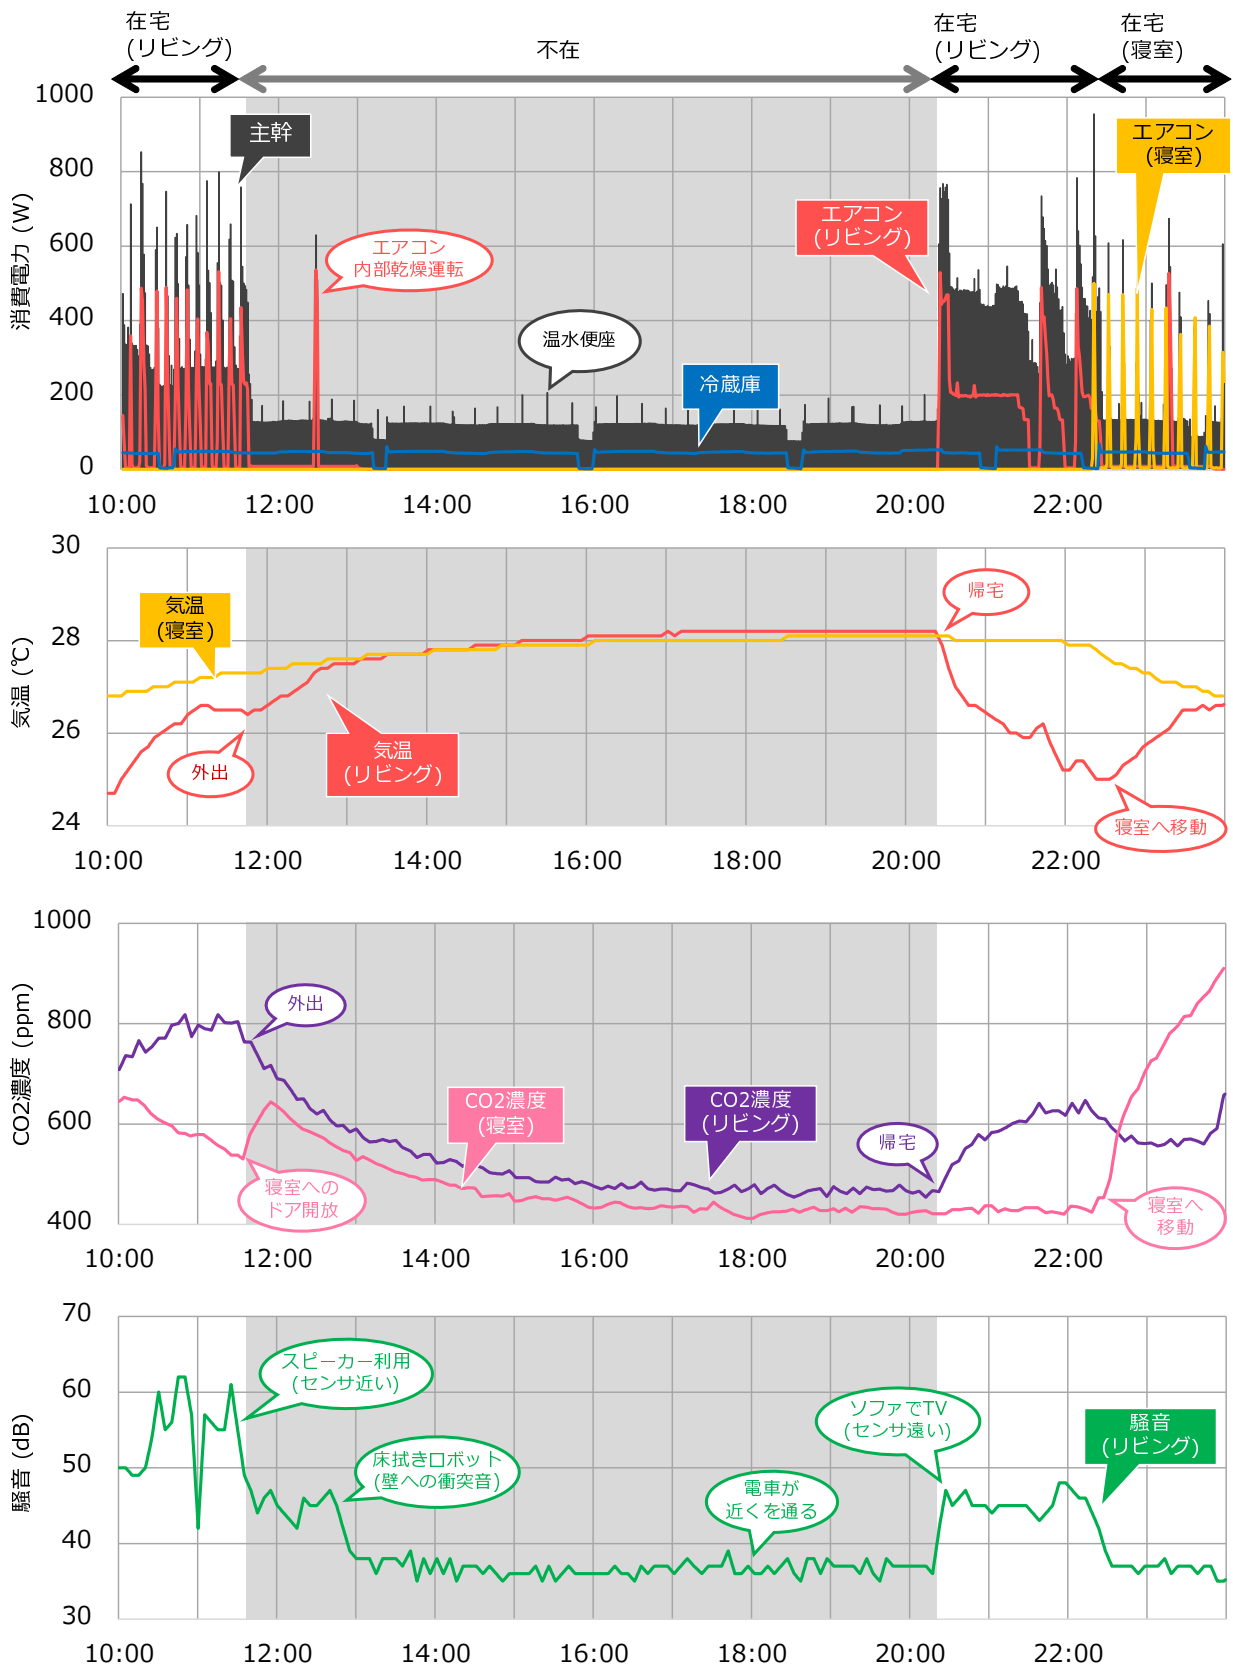 在宅
(リビング)
不在
在宅
(リビング)
在宅
(寝室)
消費電力 (W)
1000
800
600
400
200
0
主幹
エアコン
内部乾燥運転
温水便座
冷蔵庫
エアコン
(リビング)
エアコン
(寝室)
10:00
12:00
14:00
16:00
18:00
20:00
22:00
気温 (℃)
30
28
26
24
気温
(寝室)
外出
気温
(リビング)
帰宅
寝室へ移動
10:00
12:00
14:00
16:00
18:00
20:00
22:00
CO2濃度 (ppm)
1000
800
600
400
外出
寝室への
ドア開放
CO2濃度
(寝室)
CO2濃度
(リビング)
帰宅
寝室へ
移動
10:00
12:00
14:00
16:00
18:00
20:00
22:00
騒音 (dB)
70
60
50
40
30
スピーカー利用
(センサ近い)
床拭きロボット
(壁への衝突音)
電車が
近くを通る
ソファでTV
(センサ遠い)
騒音
(リビング)
10:00
12:00
14:00
16:00
18:00
20:00
22:00